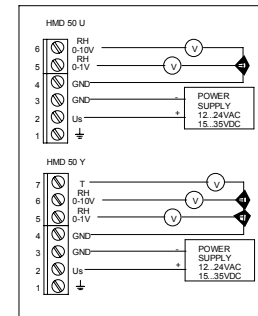 HMD 50 U
RH
6 0-10V V
RH
5 0-1V V
4 GND
3 GND -
2 Us +
1
POWER
SUPPLY
12...24VAC
15...35VDC
HMD 50 Y
7 T V
RH
6 0-10V V
RH
5 0-1V V
4 GND
3 GND -
2 Us +
1
POWER
SUPPLY
12...24VAC
15...35VDC